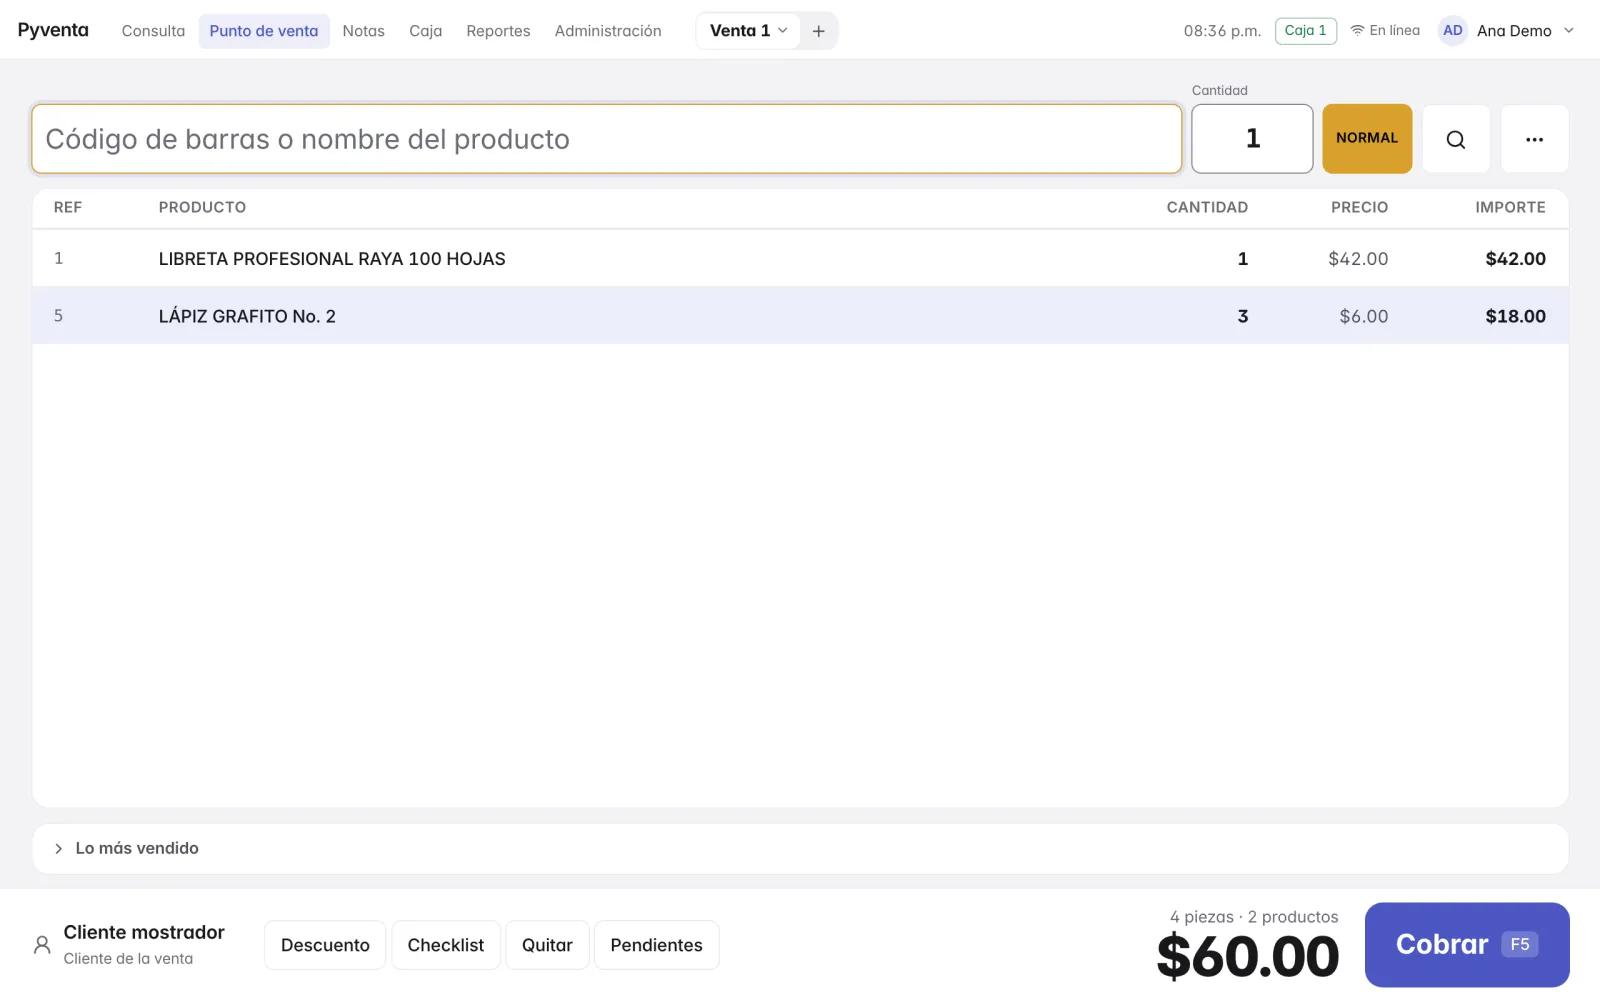 Pyventa Consulta Punto de venta Notas Caja Reportes Administración Venta 1 + 08:36 p.m. Caja 1 En línea AD Ana Demo
Cantidad
Código de barras o nombre del producto 1 NORMAL ...
REF PRODUCTO CANTIDAD PRECIO IMPORTE
1 LIBRETA PROFESIONAL RAYA 100 HOJAS 1 $42.00 $42.00
5 LÁPIZ GRAFITO No. 2 3 $6.00 $18.00
Lo más vendido
Cliente mostrador
Cliente de la venta
Descuento Checklist Quitar Pendientes
4 piezas · 2 productos
$60.00
Cobrar F5